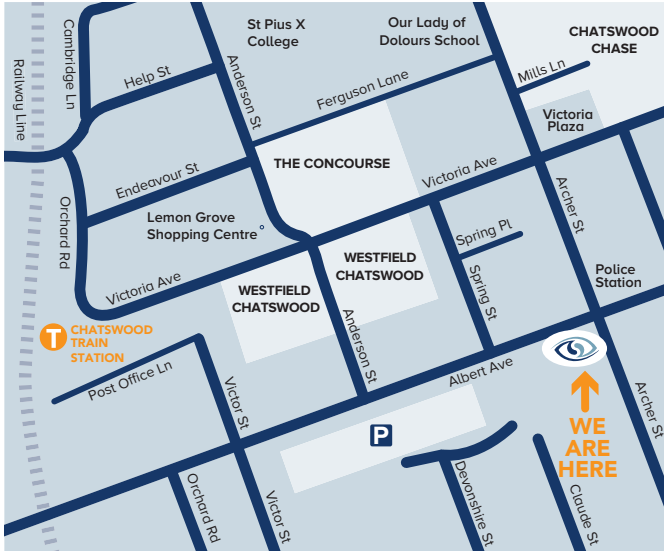 St Pius X
College
Our Lady of
Dolours School
CHATSWOOD
CHASE
Cambridge Ln
Railway Line
Help St
Anderson St
Ferguson Lane
Mills Ln
Victoria
Plaza
THE CONCOURSE
Victoria Ave
Endeavour St
Orchard Rd
Lemon Grove
Shopping Centre
Archer St
Spring Pl
WESTFIELD
CHATSWOOD
Police
Station
Victoria Ave
WESTFIELD
CHATSWOOD
Spring St
T
CHATSWOOD
TRAIN
STATION
Anderson St
Post Office Ln
Victor St
Albert Ave
Archer St
P
WE
ARE
HERE
Orchard Rd
Victor St
Devonshire St
Claude St